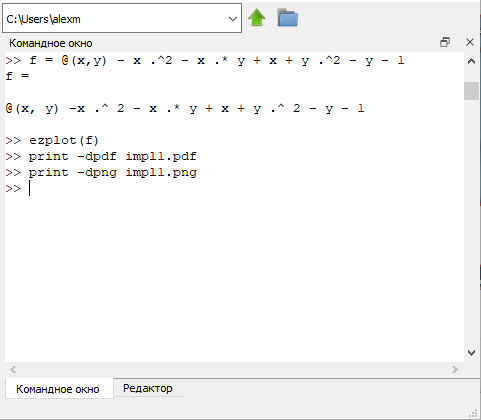 C:\Users\alexm
Командное окно
>> f = @(x,y) - x .^2 - x .* y + x + y .^2 - y - 1
f =
@(x, y) -x .^ 2 - x .* y + x + y .^ 2 - y - 1
>> ezplot(f)
>> print -dpdf impl1.pdf
>> print -dpng impl1.png
>>
Командное окно
Редактор